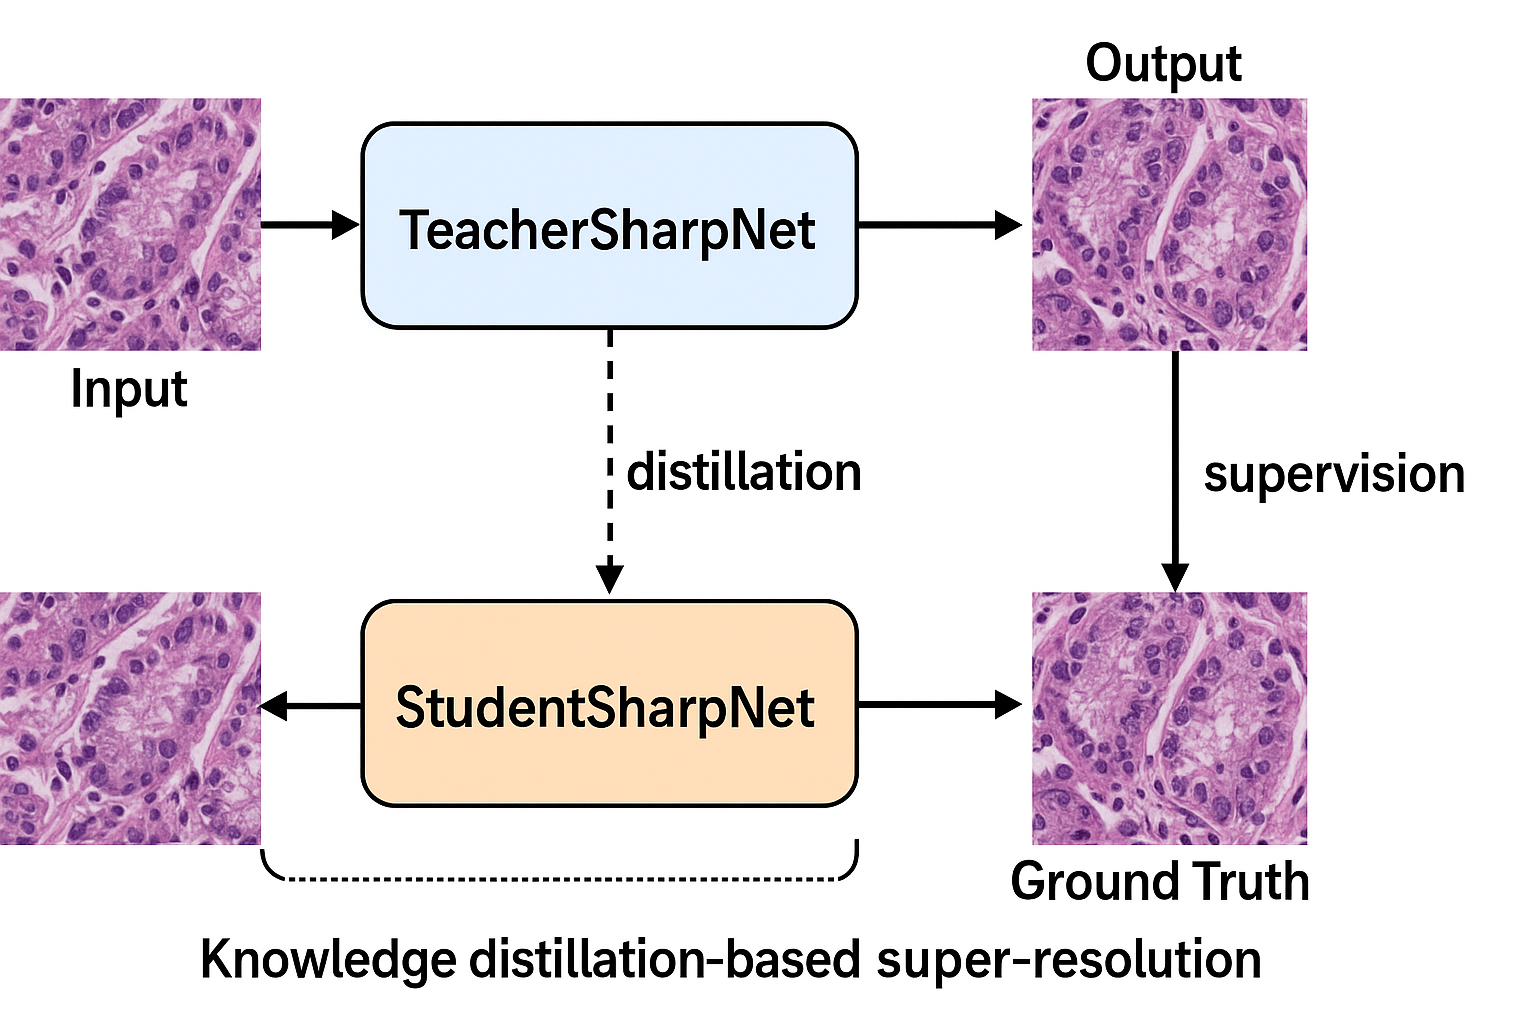 Output
TeacherSharpNet
Input
distillation
supervision
StudentSharpNet
Ground Truth
Knowledge distillation-based super-resolution